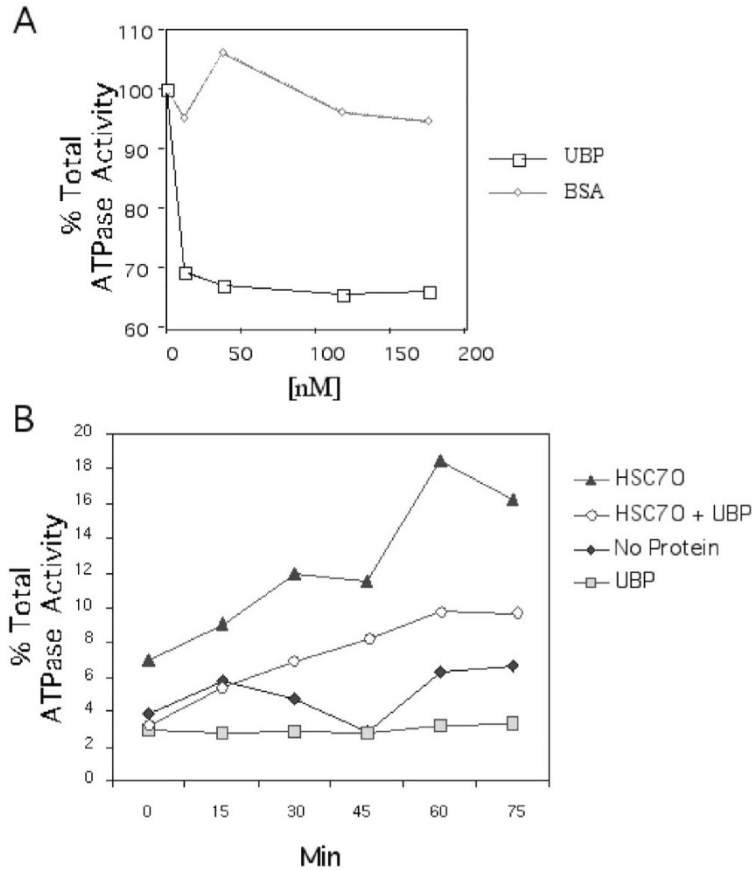 A
% Total
ATPase Activity
110
100
90
80
70
60
0 50 100 150 200
[nM]
UBP
BSA
B
% Total
ATPase Activity
20
18
16
14
12
10
8
6
4
2
0
0 15 30 45 60 75
Min
HSC70
HSC70 + UBP
No Protein
UBP